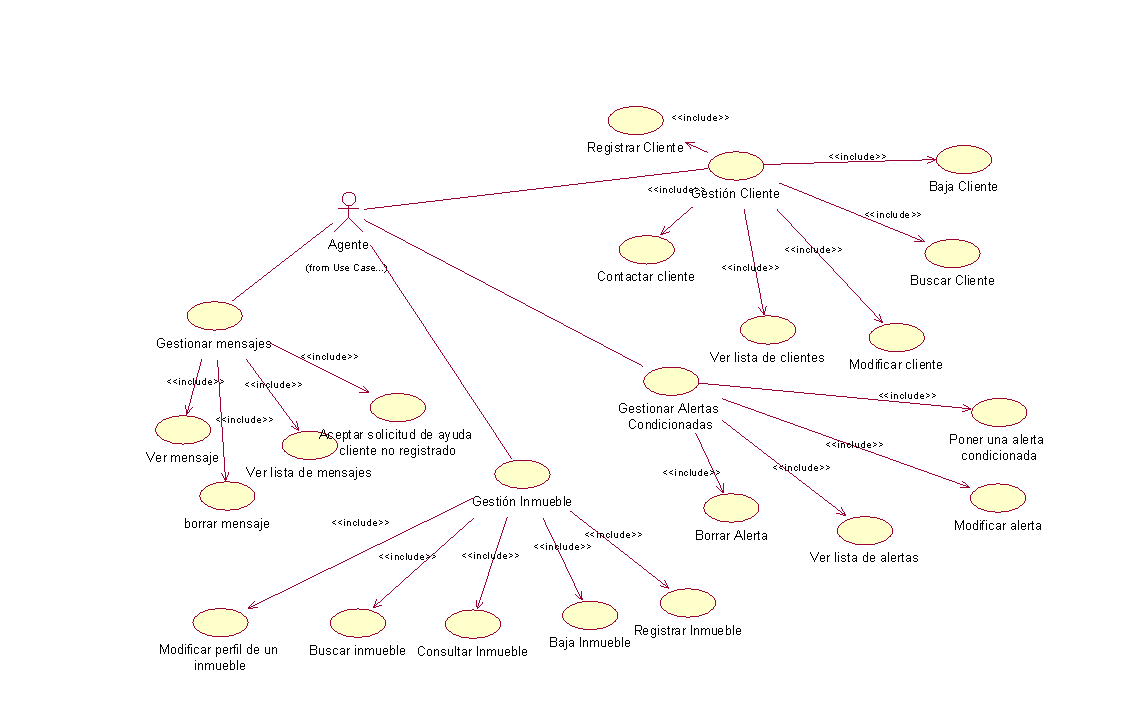 <<include>>
Registrar Cliente
<<include>>
Baja Cliente
<<include>>
Gestión Cliente
<<include>>
Agente
(from Use Case...)
Contactar cliente
<<include>>
<<include>>
Buscar Cliente
Ver lista de clientes
Modificar cliente
Gestionar mensajes
<<include>>
<<include>>
<<include>>
<<include>>
Ver mensaje
Aceptar solicitud de ayuda
cliente no registrado
Ver lista de mensajes
borrar mensaje
Gestionar Alertas
Condicionadas
<<include>>
Poner una alerta
condicionada
<<include>>
<<include>>
<<include>>
Borrar Alerta
Modificar alerta
Ver lista de alertas
Gestión Inmueble
<<include>>
<<include>>
<<include>>
<<include>>
<<include>>
Modificar perfil de un
inmueble
Buscar inmueble
Consultar Inmueble
Baja Inmueble
Registrar Inmueble